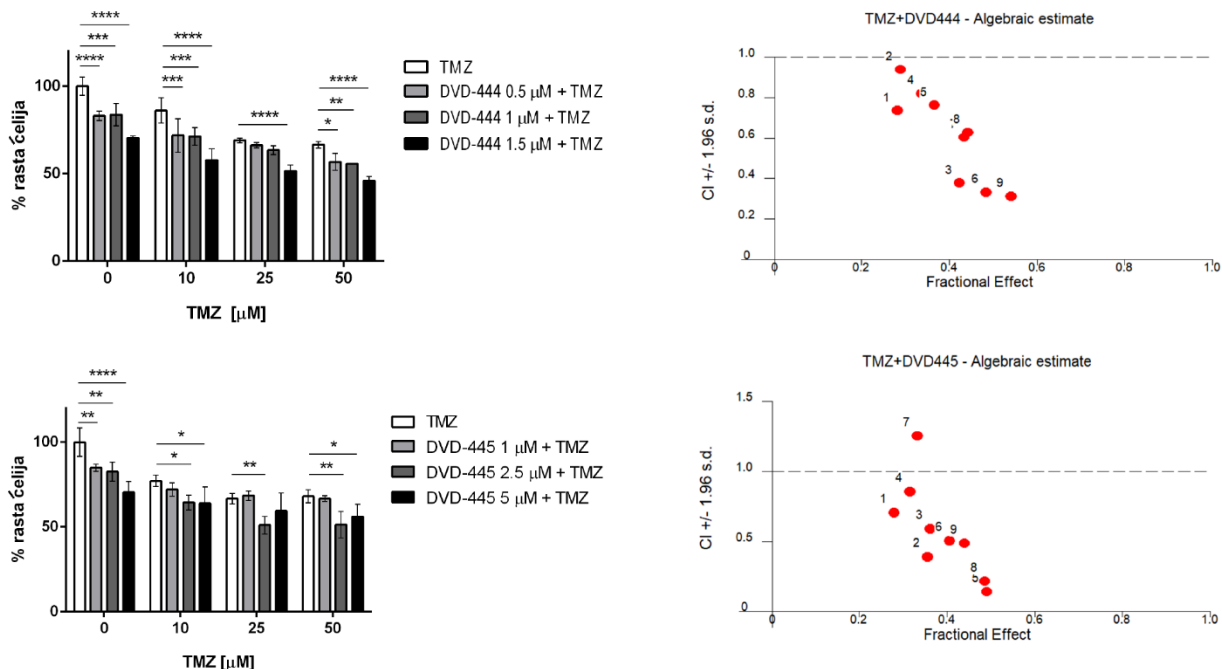 ****
***
****
****
***
***
****
****
**
*
100
50
0
% rasta ćelija
0 10 25 50
TMZ [μM]
TMZ
DVD-444 0.5 μM + TMZ
DVD-444 1 μM + TMZ
DVD-444 1.5 μM + TMZ
TMZ+DVD444 - Algebraic estimate
CI +/- 1.96 s.d.
1.0
0.8
0.6
0.4
0.2
0
2
4
5
1
8
3
6
9
0 0.2 0.4 0.6 0.8 1.0
Fractional Effect
****
**
**
*
*
**
*
**
100
50
0
% rasta ćelija
0 10 25 50
TMZ [μM]
TMZ
DVD-445 1 μM + TMZ
DVD-445 2.5 μM + TMZ
DVD-445 5 μM + TMZ
TMZ+DVD445 - Algebraic estimate
CI +/- 1.96 s.d.
1.5
1.0
0.5
0
7
4
1
3
6
9
2
8
5
0 0.2 0.4 0.6 0.8 1.0
Fractional Effect